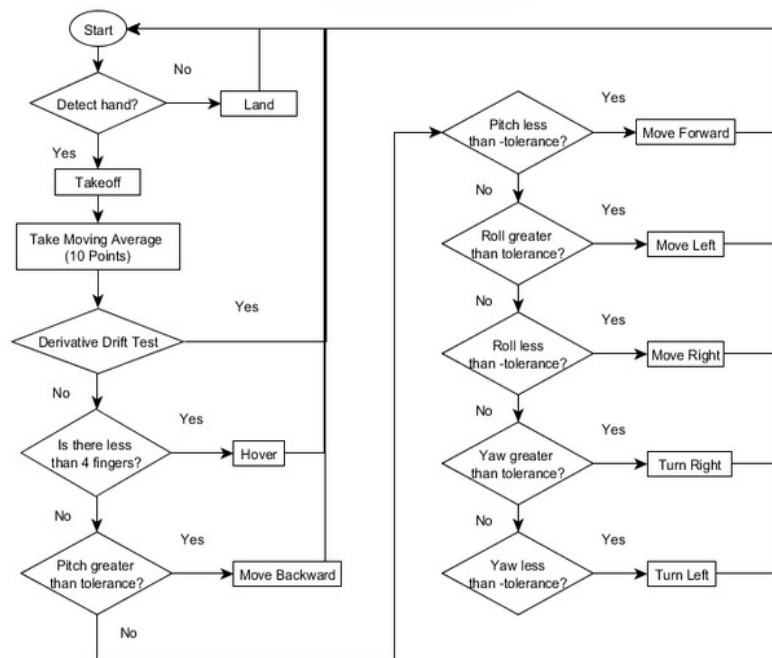 Start
No
Detect hand?
Land
Yes
Takeoff
Take Moving Average
(10 Points)
Yes
Derivative Drift Test
No
Yes
Is there less
than 4 fingers?
Hover
No
Yes
Pitch greater
than tolerance?
Move Backward
No
Yes
Pitch less
than -tolerance?
Move Forward
No
Yes
Roll greater
than tolerance?
Move Left
No
Yes
Roll less
than -tolerance?
Move Right
No
Yes
Yaw greater
than tolerance?
Turn Right
No
Yes
Yaw less
than -tolerance?
Turn Left